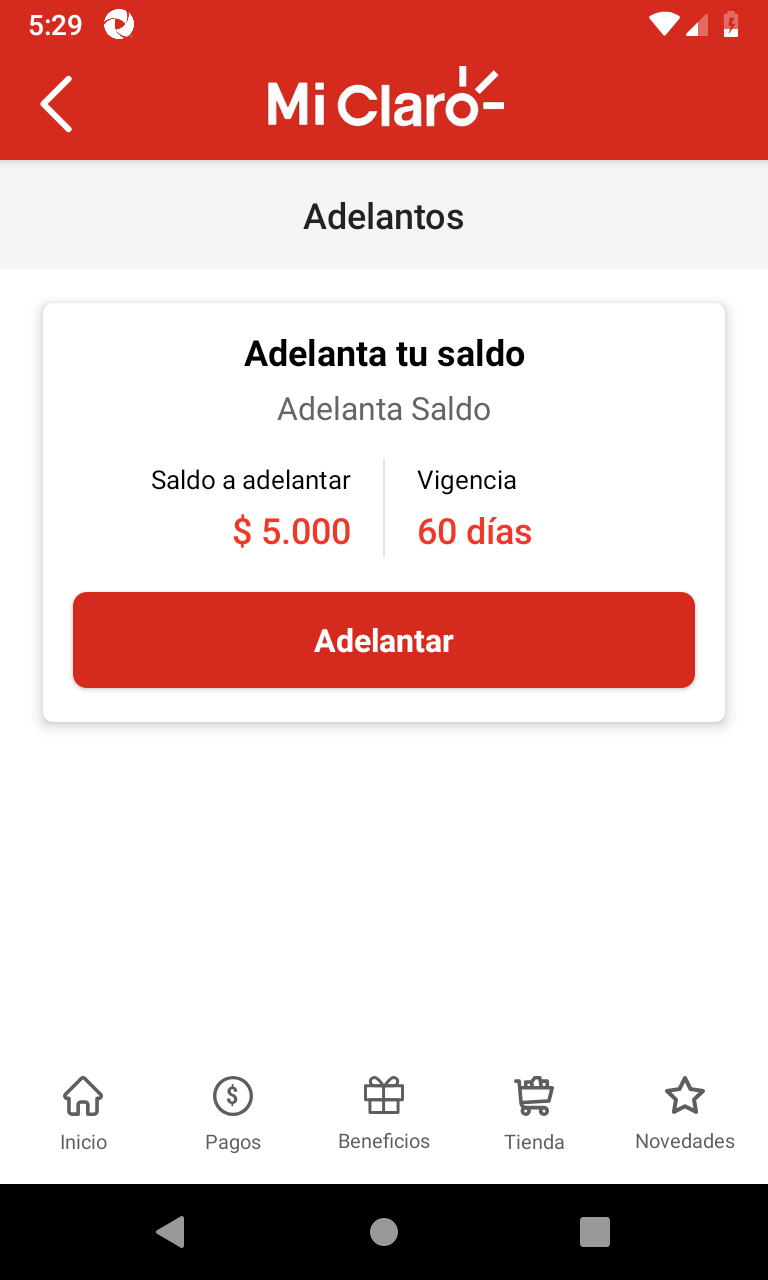 5:29
Mi Claro
Adelantos
Adelanta tu saldo
Adelanta Saldo
Saldo a adelantar
$ 5.000
Vigencia
60 días
Adelantar
Inicio
Pagos
Beneficios
Tienda
Novedades